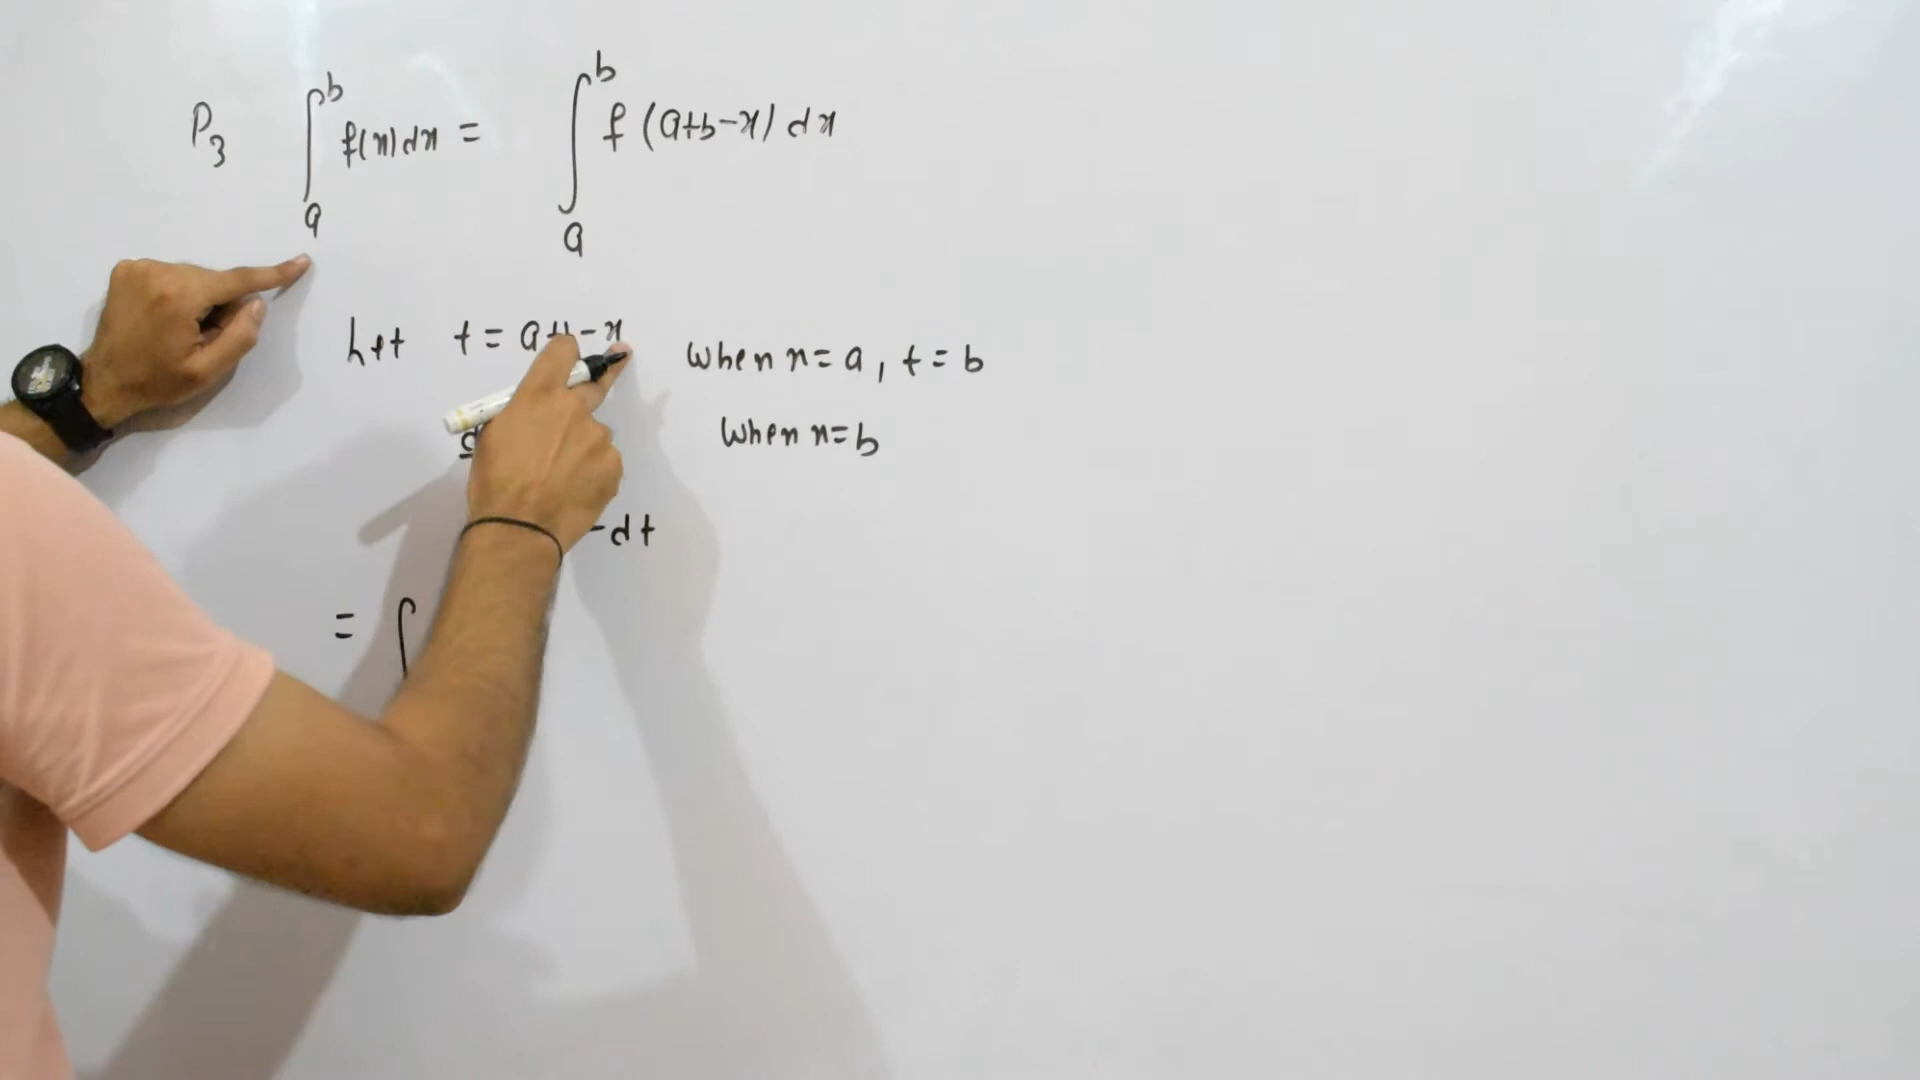 P₃ ∫ₐᵇ f(x)dx = ∫ₐᵇ f(a+b-x) dx
Let t = a+b-x
When x=a, t=b
When x=b
-dt
= ∫